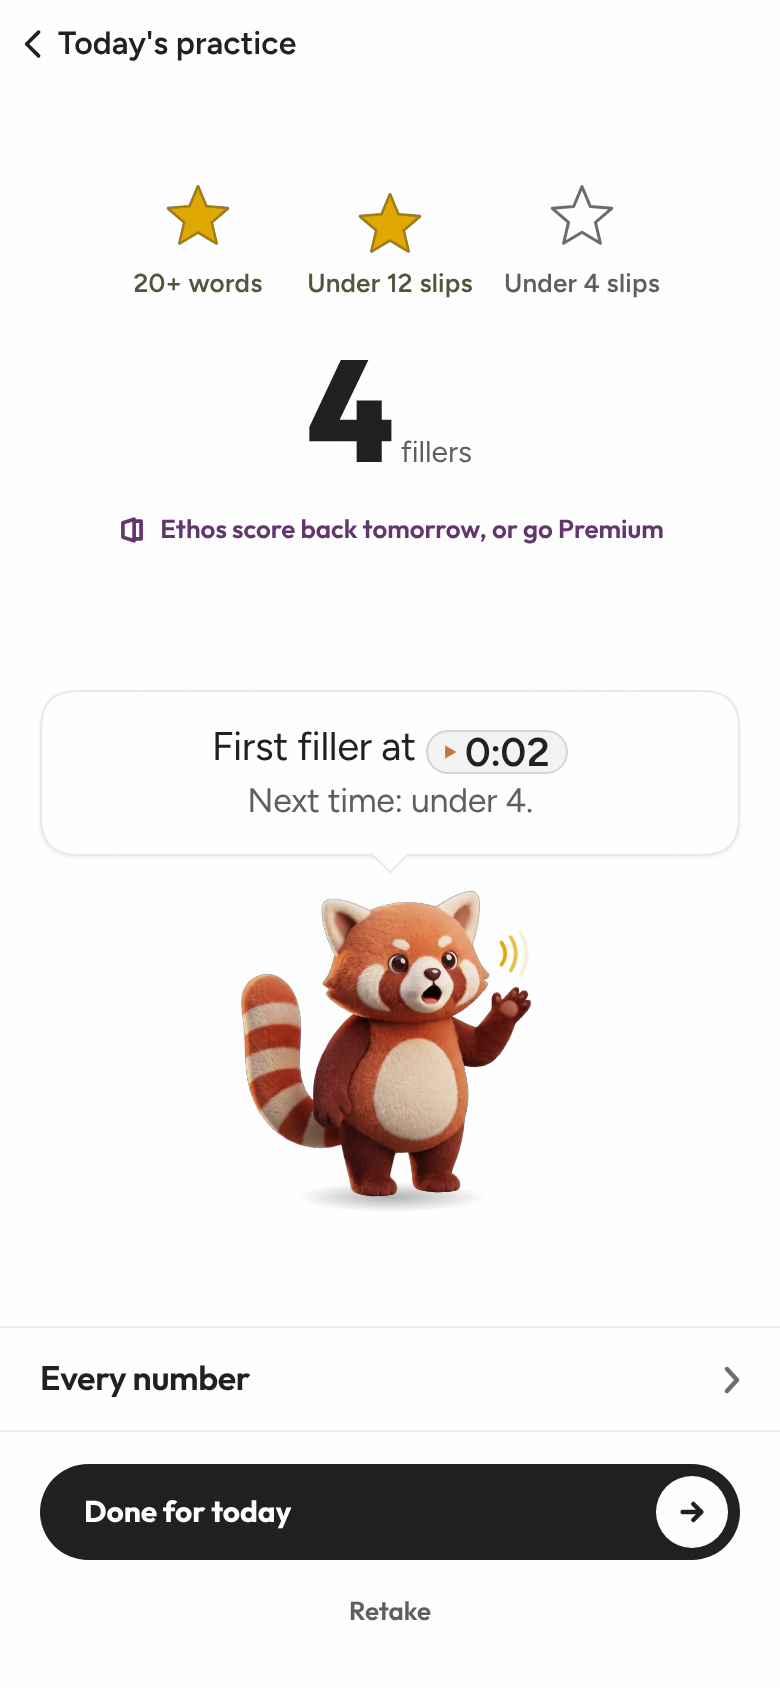 Today's practice
20+ words
Under 12 slips
Under 4 slips
4 fillers
Ethos score back tomorrow, or go Premium
First filler at 0:02
Next time: under 4.
Every number
Done for today
Retake